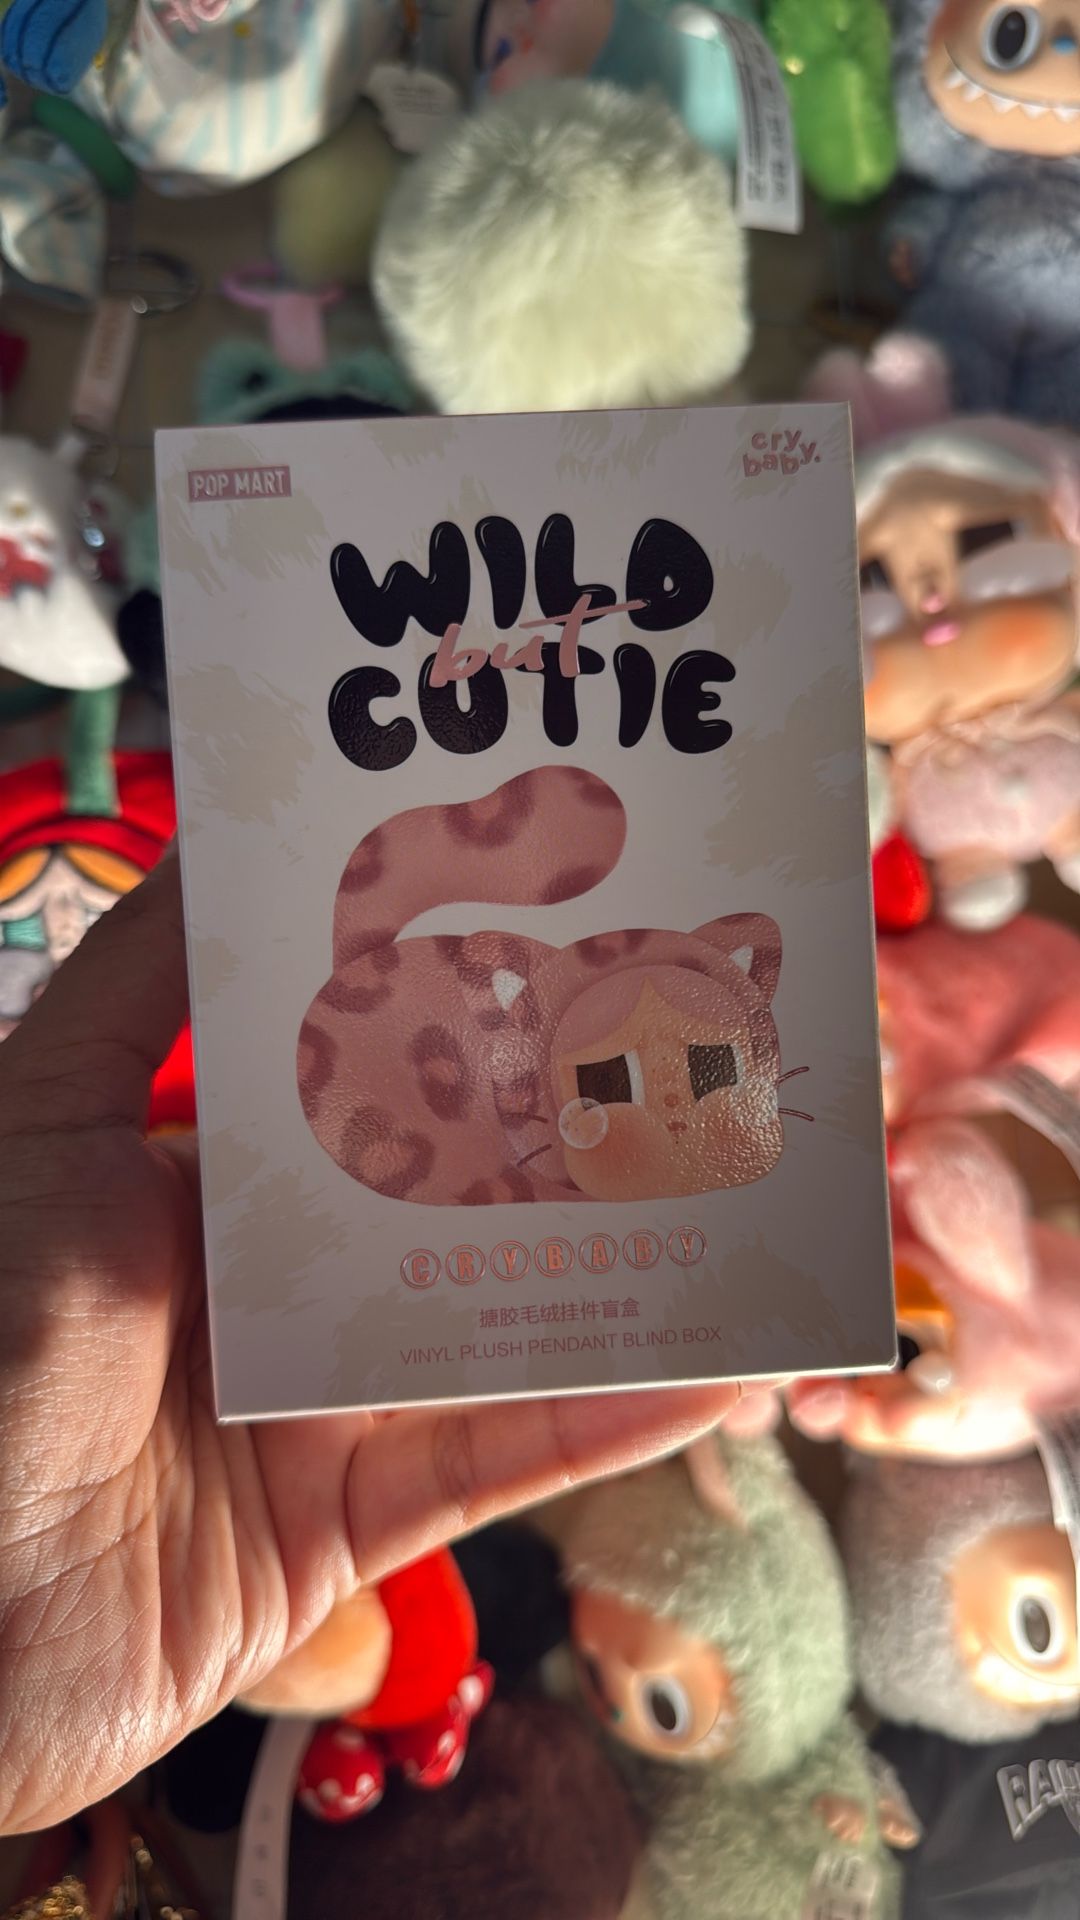 POP MART
cry
baby.
WILD
but
CUTIE
CRYBABY
搪胶毛绒挂件盲盒
VINYL PLUSH PENDANT BLIND BOX